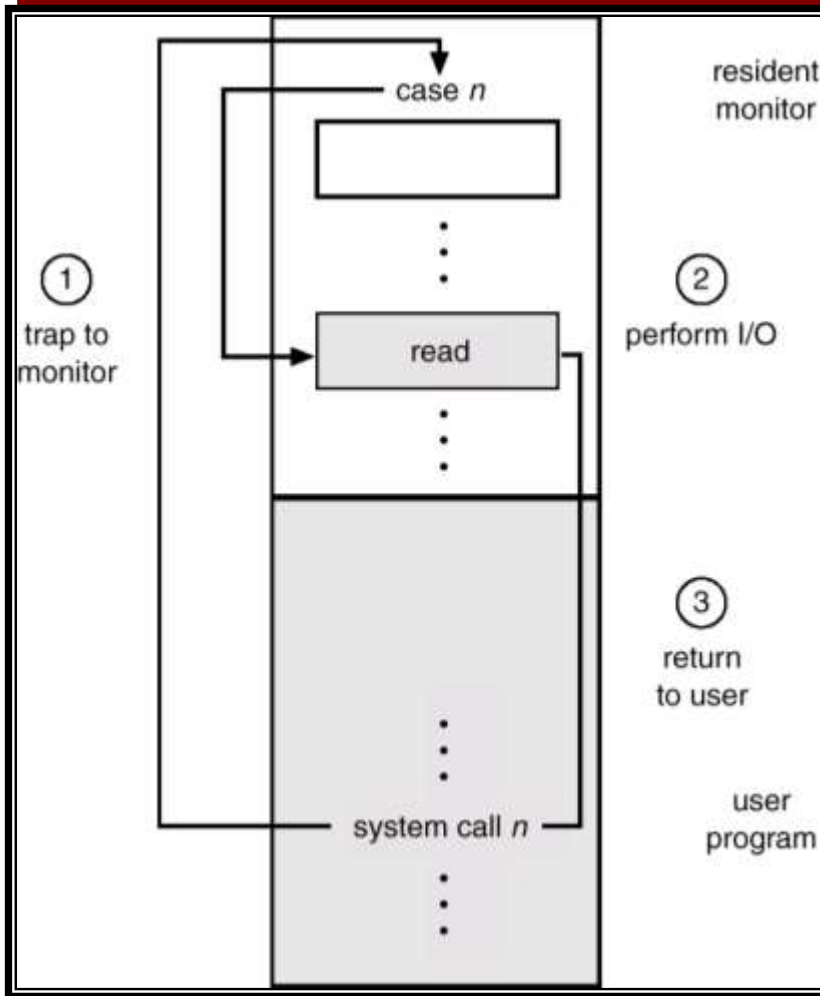 case n
resident
monitor
1
trap to
monitor
2
perform I/O
read
3
return
to user
system call n
user
program